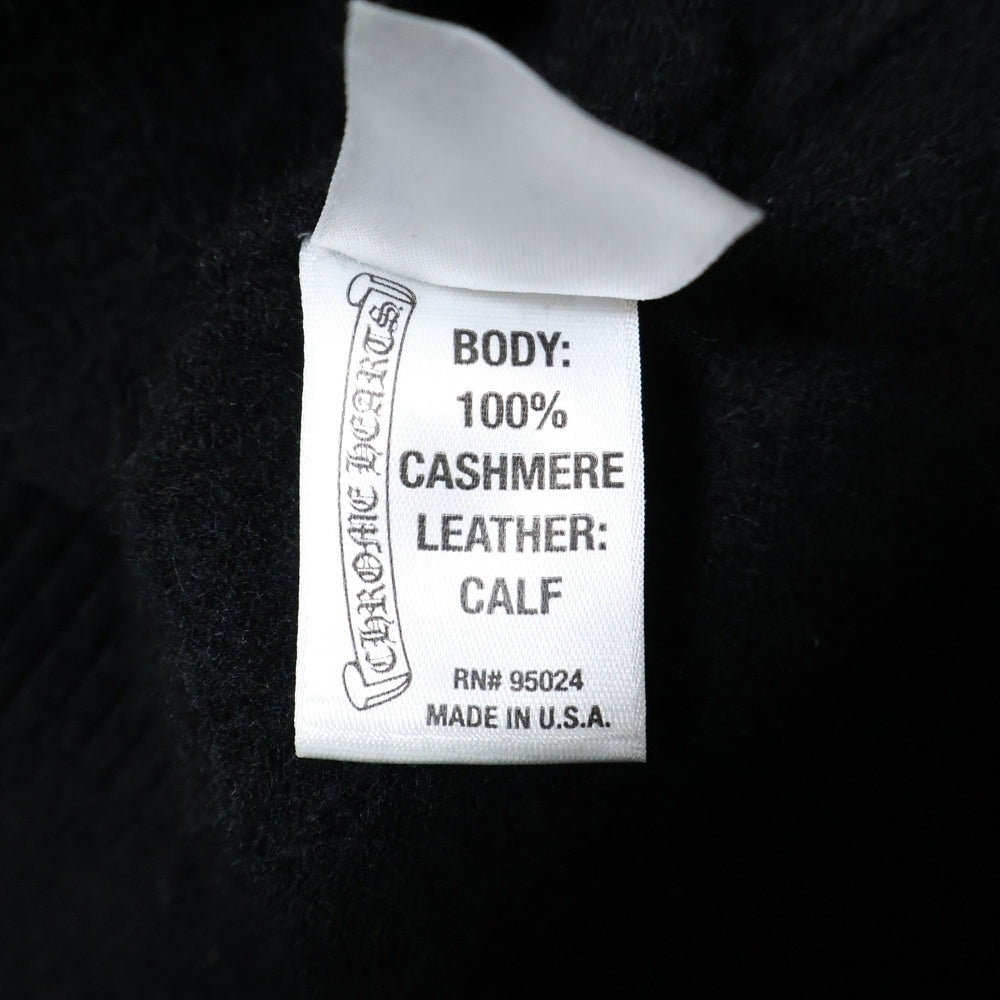 CHROME HEARTS
BODY:
100%
CASHMERE
LEATHER:
CALF
RN# 95024
MADE IN U.S.A.